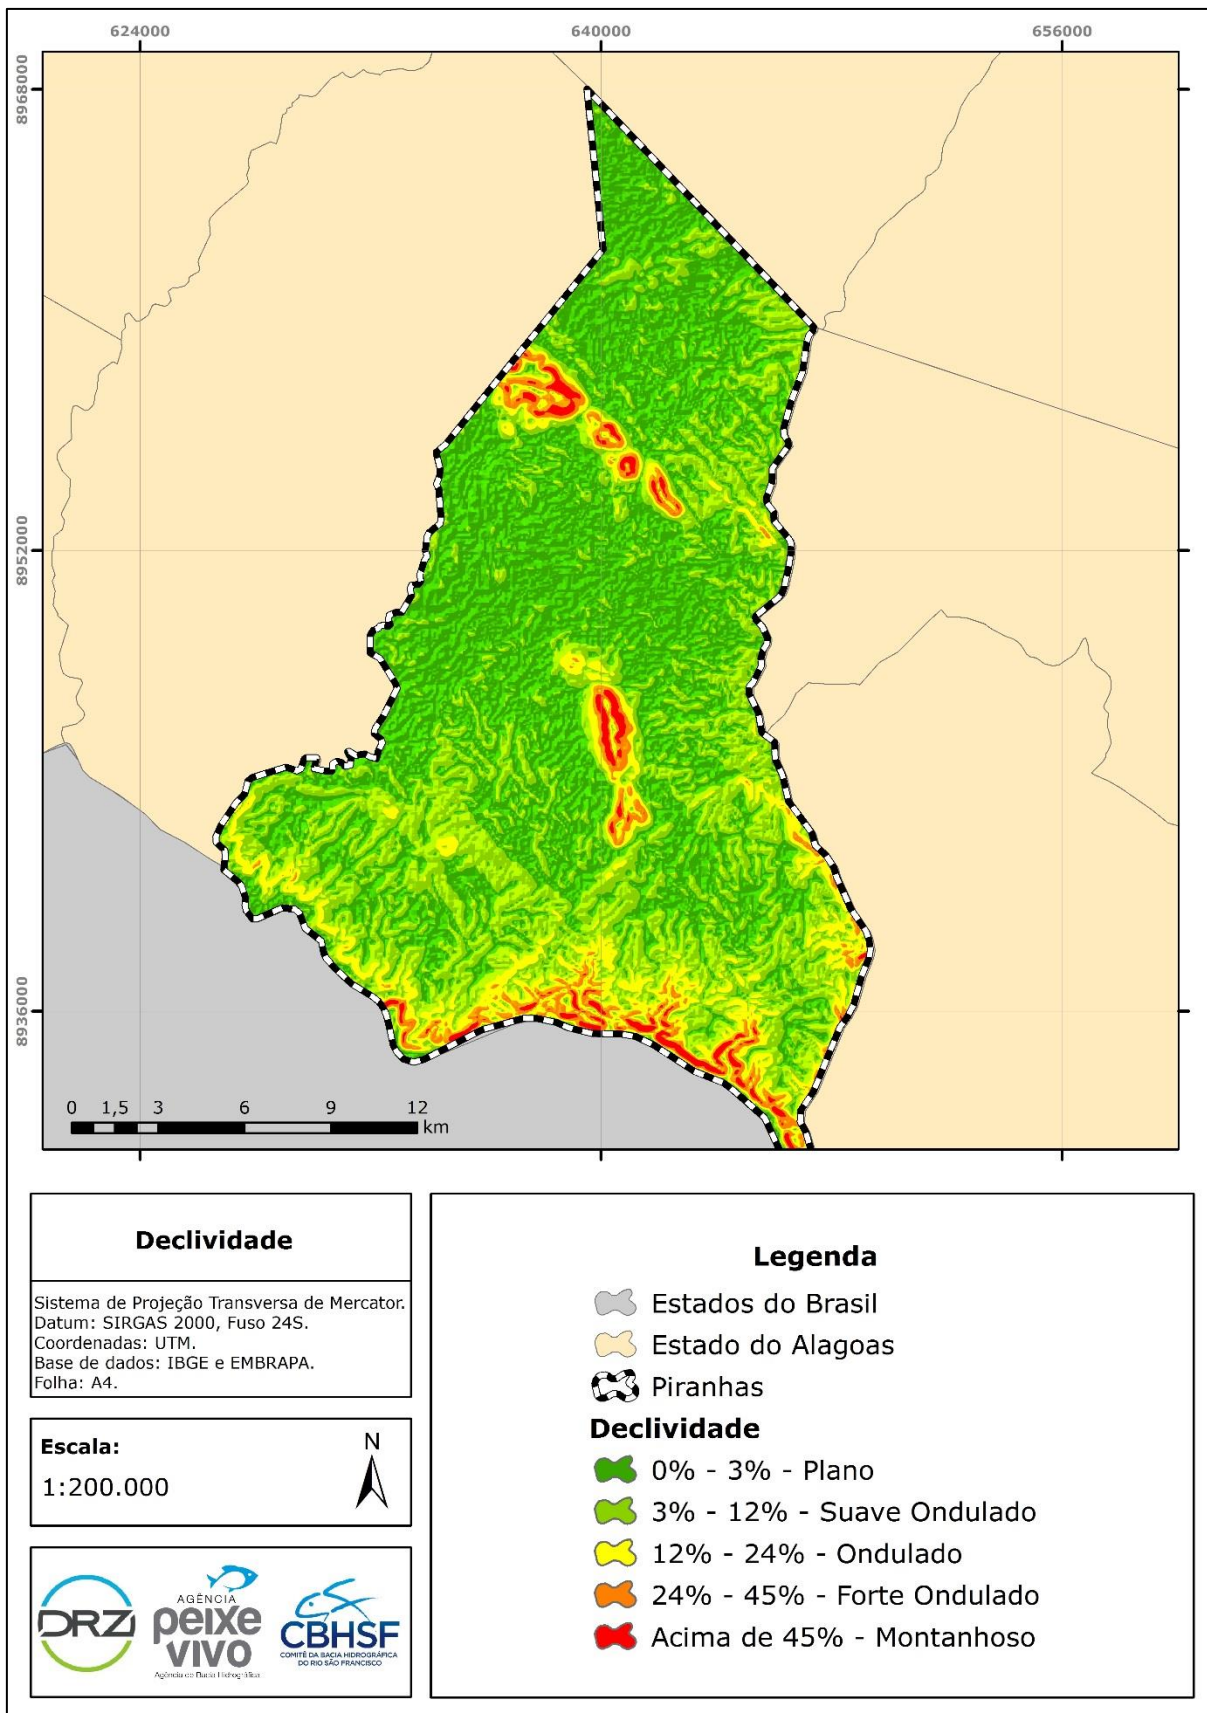 624000 640000 656000
8968000
8952000
8936000
0 1,5 3 6 9 12
km
Declividade
Sistema de Projeção Transversa de Mercator.
Datum: SIRGAS 2000, Fuso 24S.
Coordenadas: UTM.
Base de dados: IBGE e EMBRAPA.
Folha: A4.
Escala:
1:200.000
N
DRZ
AGÊNCIA
peixe
vivo
Agência de Bacia Hidrográfica
CBHSF
COMITÊ DA BACIA HIDROGRÁFICA
DO RIO SÃO FRANCISCO
Legenda
Estados do Brasil
Estado do Alagoas
Piranhas
Declividade
0% - 3% - Plano
3% - 12% - Suave Ondulado
12% - 24% - Ondulado
24% - 45% - Forte Ondulado
Acima de 45% - Montanhoso